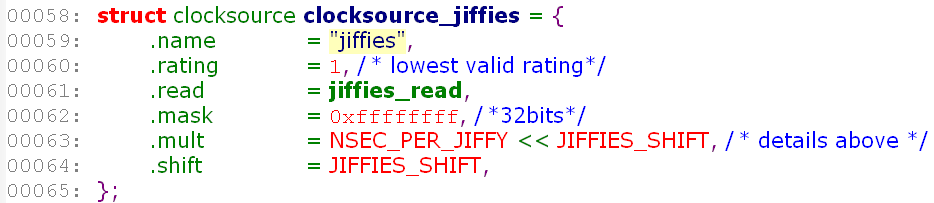 00058: struct clocksource clocksource_jiffies = {
00059: .name = "jiffies",
00060: .rating = 1, /* lowest valid rating*/
00061: .read = jiffies_read,
00062: .mask = 0xffffffff, /*32bits*/
00063: .mult = NSEC_PER_JIFFY << JIFFIES_SHIFT, /* details above */
00064: .shift = JIFFIES_SHIFT,
00065: };